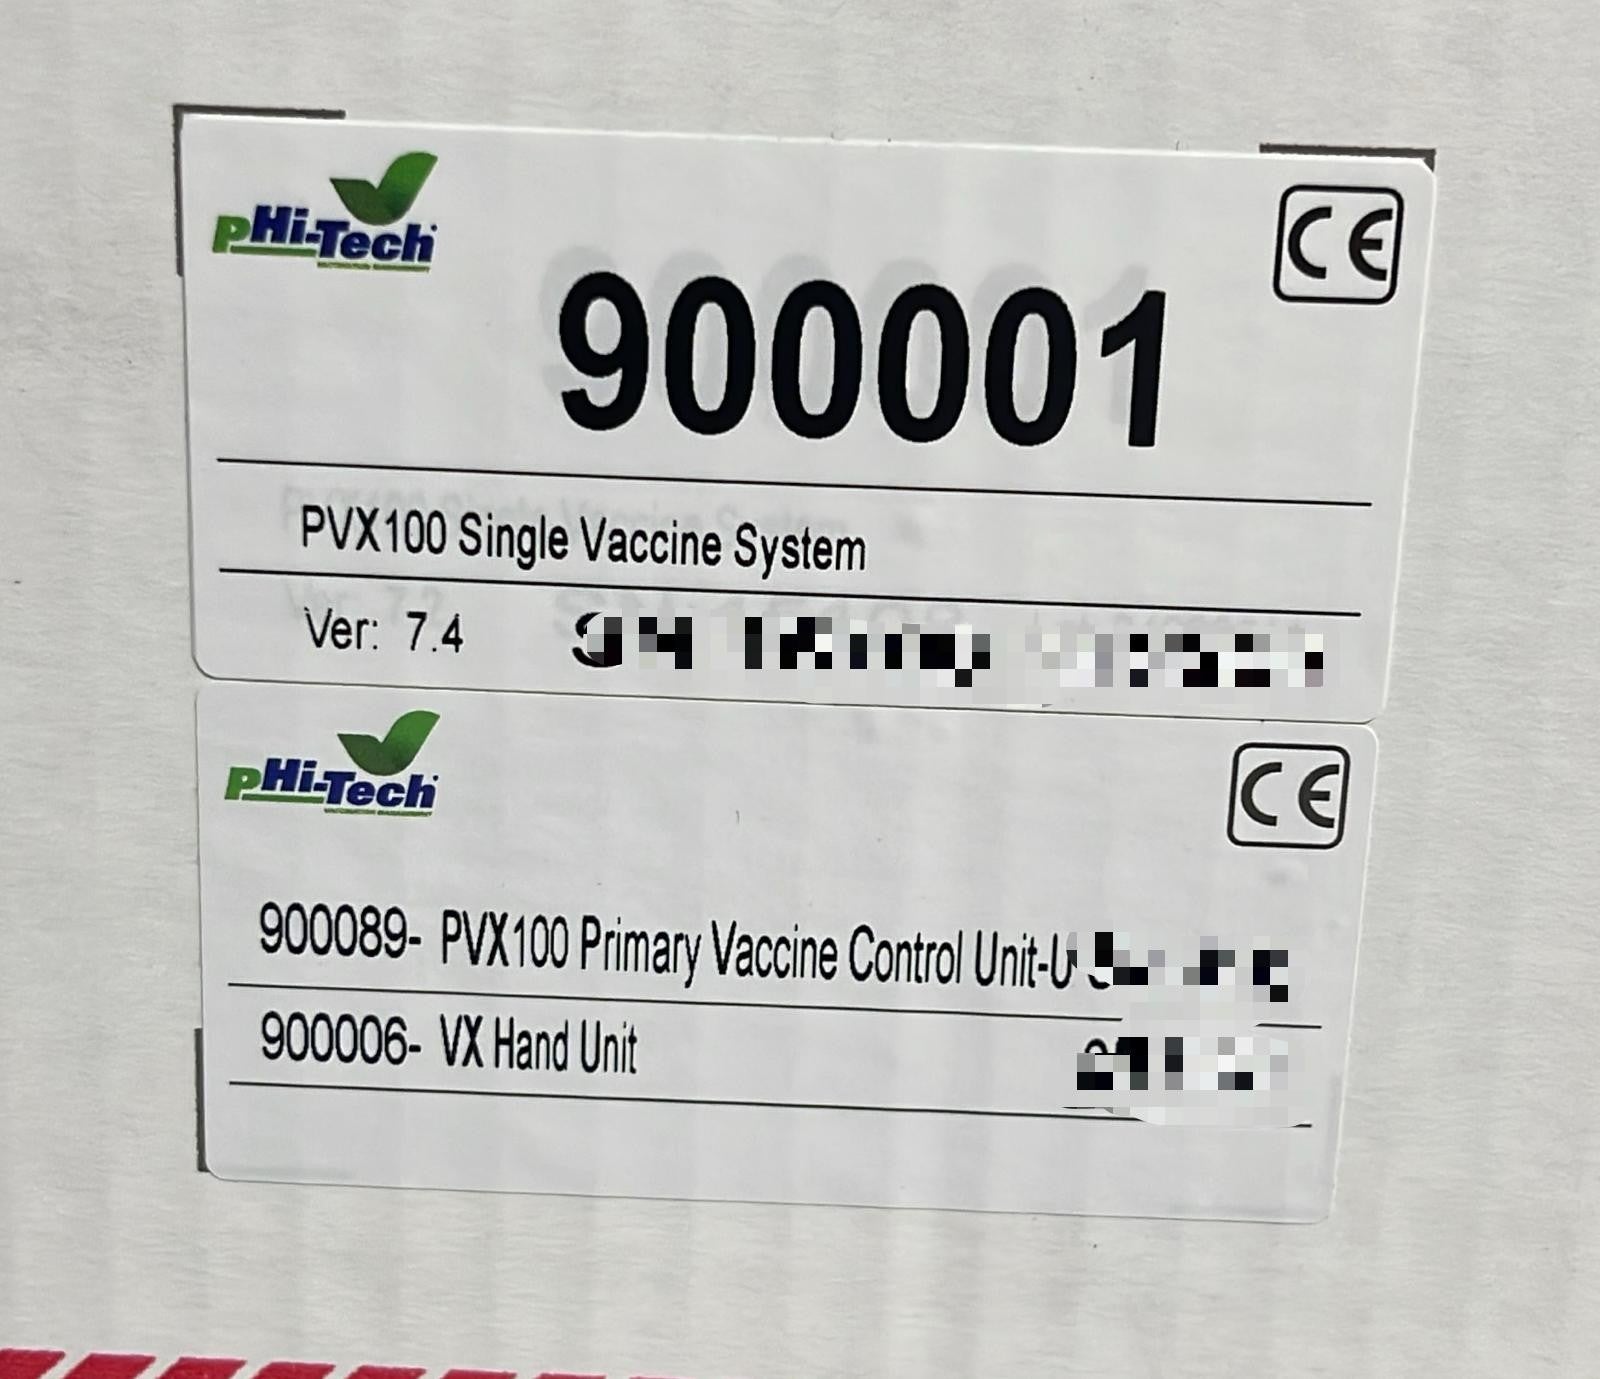 pHi-Tech
CE
900001
PVX100 Single Vaccine System
Ver: 7.4
pHi-Tech
CE
900089- PVX100 Primary Vaccine Control Unit-U
900006- VX Hand Unit